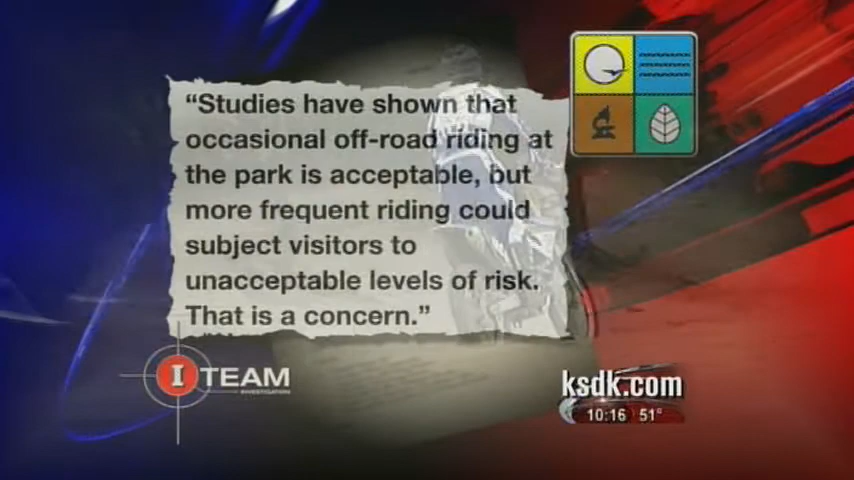 “Studies have shown that
occasional off-road riding at
the park is acceptable, but
more frequent riding could
subject visitors to
unacceptable levels of risk.
That is a concern.”
I TEAM
INVESTIGATION
ksdk.com
10:16 51°